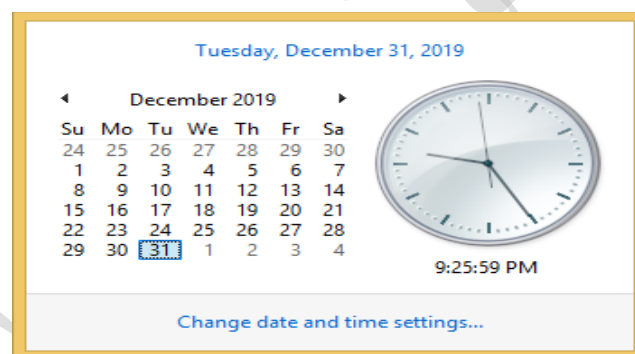 Tuesday, December 31, 2019
December 2019
Su Mo Tu We Th Fr Sa
24 25 26 27 28 29 30
1 2 3 4 5 6 7
8 9 10 11 12 13 14
15 16 17 18 19 20 21
22 23 24 25 26 27 28
29 30 31 1 2 3 4
9:25:59 PM
Change date and time settings...